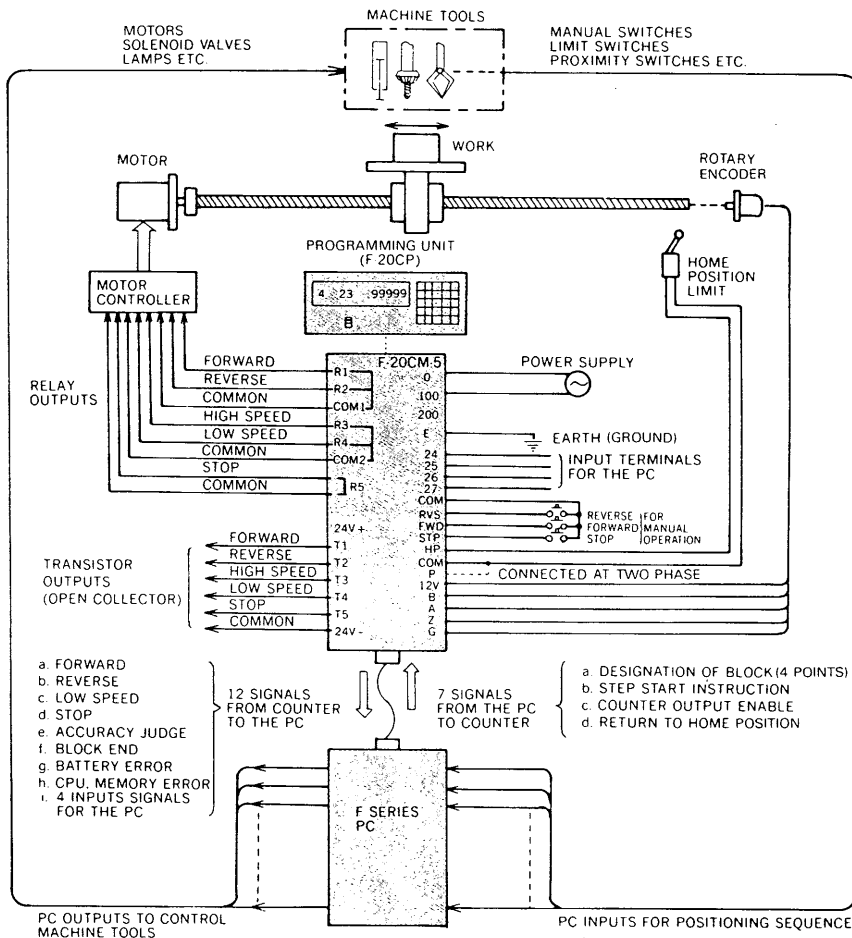 MACHINE TOOLS
MOTORS
SOLENOID VALVES
LAMPS ETC.
MANUAL SWITCHES
LIMIT SWITCHES
PROXIMITY SWITCHES ETC.
WORK
MOTOR
ROTARY
ENCODER
PROGRAMMING UNIT
(F-20CP)
4 23 99999
HOME
POSITION
LIMIT
MOTOR
CONTROLLER
F-20CM-5
POWER SUPPLY
RELAY
OUTPUTS
FORWARD
REVERSE
COMMON
HIGH SPEED
LOW SPEED
COMMON
STOP
COMMON
R1
R2
COM1
R3
R4
COM2
R5
0
100
200
E
24
25
26
27
COM
RVS
FWD
STP
HP
COM
P
12V
B
A
Z
G
EARTH (GROUND)
INPUT TERMINALS
FOR THE PC
REVERSE
FORWARD
STOP
FOR
MANUAL
OPERATION
CONNECTED AT TWO PHASE
24V +
T1
T2
T3
T4
T5
24V -
TRANSISTOR
OUTPUTS
(OPEN COLLECTOR)
FORWARD
REVERSE
HIGH SPEED
LOW SPEED
STOP
COMMON
a. FORWARD
b. REVERSE
c. LOW SPEED
d. STOP
e. ACCURACY JUDGE
f. BLOCK END
g. BATTERY ERROR
h. CPU, MEMORY ERROR
i. 4 INPUTS SIGNALS
FOR THE PC
12 SIGNALS
FROM COUNTER
TO THE PC
7 SIGNALS
FROM THE PC
TO COUNTER
a. DESIGNATION OF BLOCK (4 POINTS)
b. STEP START INSTRUCTION
c. COUNTER OUTPUT ENABLE
d. RETURN TO HOME POSITION
F SERIES
PC
PC OUTPUTS TO CONTROL
MACHINE TOOLS
PC INPUTS FOR POSITIONING SEQUENCE